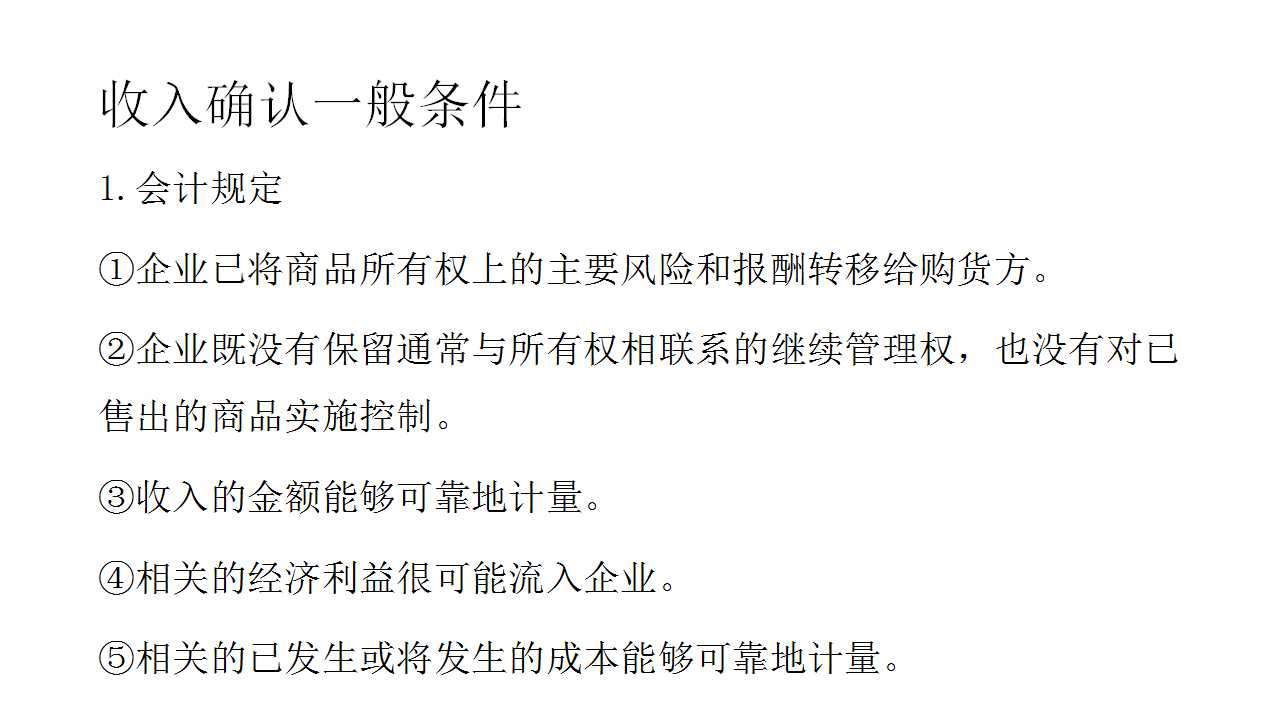 收入确认一般条件
1.会计规定
①企业已将商品所有权上的主要风险和报酬转移给购货方。
②企业既没有保留通常与所有权相联系的继续管理权，也没有对已
售出的商品实施控制。
③收入的金额能够可靠地计量。
④相关的经济利益很可能流入企业。
⑤相关的已发生或将发生的成本能够可靠地计量。